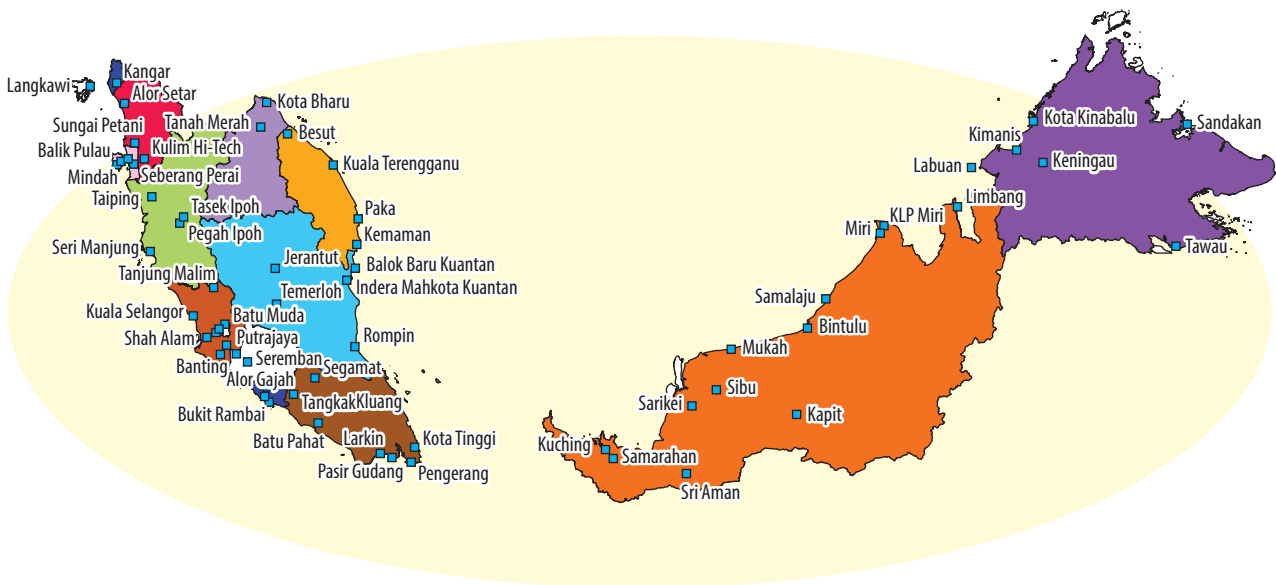 Kangar
Langkawi
Alor Setar
Kota Bharu
Sungai Petani
Tanah Merah
Besut
Balik Pulau
Kulim Hi-Tech
Kuala Terengganu
Mindah
Seberang Perai
Taiping
Tasek Ipoh
Paka
Pegah Ipoh
Kemaman
Seri Manjung
Jerantut
Balok Baru Kuantan
Tanjung Malim
Indera Mahkota Kuantan
Temerloh
Kuala Selangor
Batu Muda
Shah Alam
Putrajaya
Rompin
Banting
Seremban
Segamat
Alor Gajah
Tangkak
Kluang
Bukit Rambai
Batu Pahat
Larkin
Kota Tinggi
Pasir Gudang
Pengerang
Kota Kinabalu
Sandakan
Kimanis
Labuan
Keningau
Limbang
KLP Miri
Miri
Tawau
Samalaju
Bintulu
Mukah
Sibu
Sarikei
Kapit
Kuching
Samarahan
Sri Aman